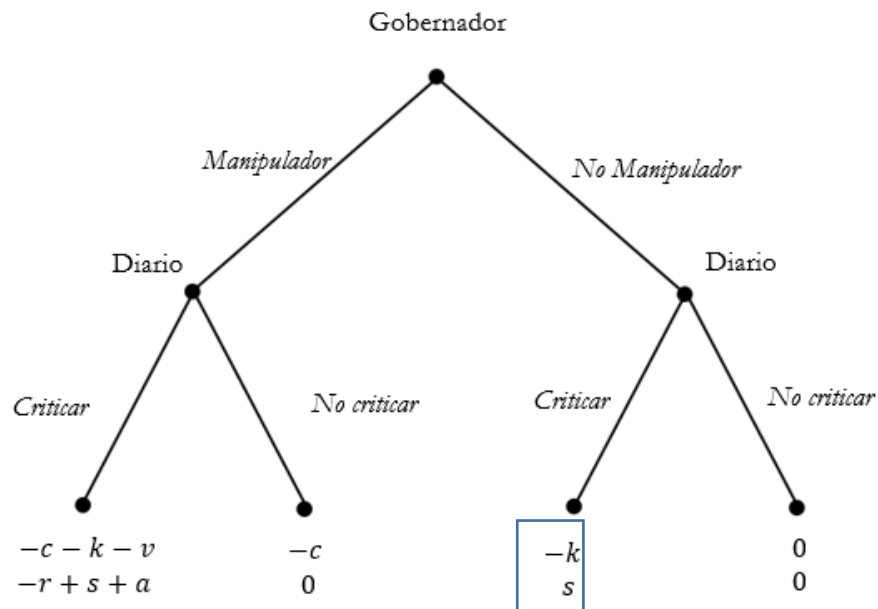 Gobernador
Manipulador
No Manipulador
Diario
Diario
Criticar
No criticar
Criticar
No criticar
−c − k − v
−c
−k
0
−r + s + a
0
s
0